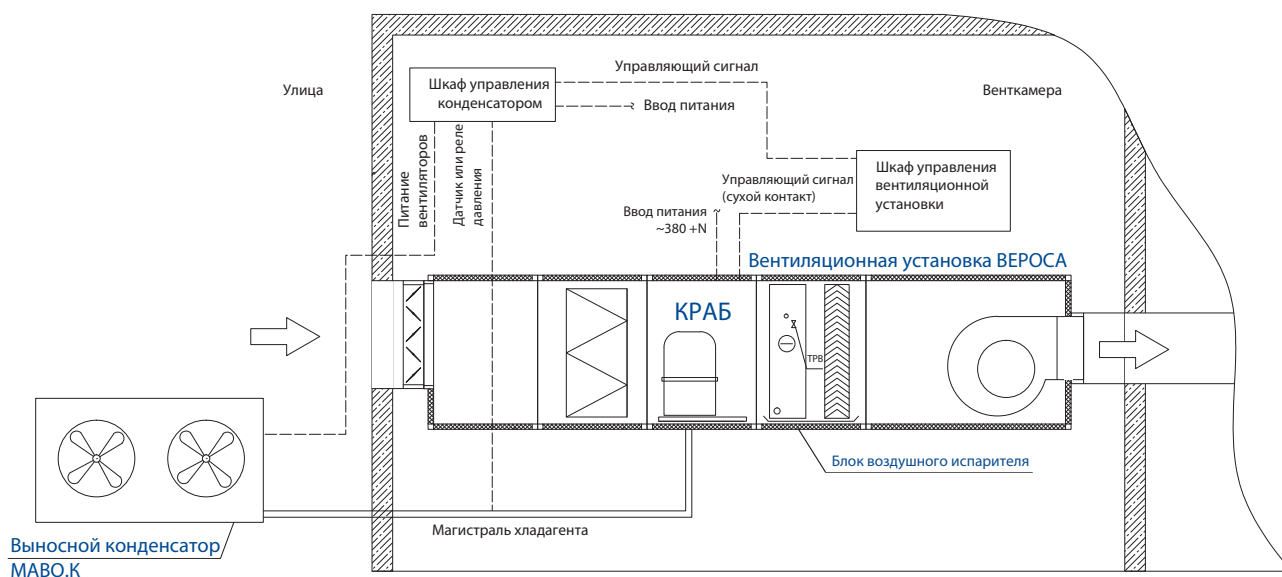 Управляющий сигнал
Улица
Шкаф управления
конденсатором
Ввод питания
Венткамера
Питание
вентиляторов
Датчик или реле
давления
Шкаф управления
вентиляционной
установки
Управляющий сигнал
(сухой контакт)
Ввод питания
~380 +N
Вентиляционная установка ВЕРОСА
КРАБ
ТРВ
Блок воздушного испарителя
Магистраль хладагента
Выносной конденсатор
МАВО.К